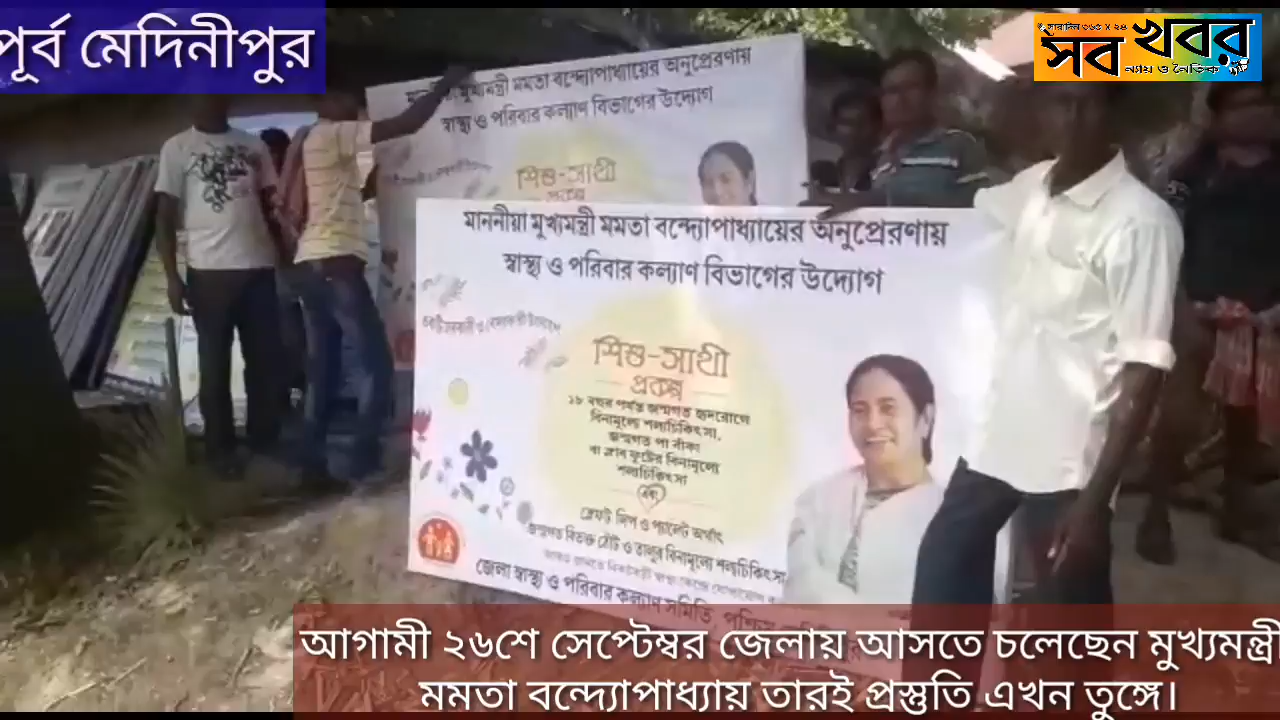 পূর্ব মেদিনীপুর
সারাদিন ৩৬৫ X ২৪
সব খবর
ন্যায় ও নৈতিক
মাননীয়া মুখ্যমন্ত্রী মমতা বন্দ্যোপাধ্যায়ের অনুপ্রেরণায়
স্বাস্থ্য ও পরিবার কল্যাণ বিভাগের উদ্যোগ
শিশু-সাথী
প্রকল্প
মাননীয়া মুখ্যমন্ত্রী মমতা বন্দ্যোপাধ্যায়ের অনুপ্রেরণায়
স্বাস্থ্য ও পরিবার কল্যাণ বিভাগের উদ্যোগ
শিশু-সাথী
প্রকল্প
১৮ বছর পর্যন্ত জন্মগত হৃদরোগে
বিনামূল্যে শল্যচিকিৎসা,
জন্মগত পা বাঁকা
বা ক্লাব ফুটের বিনামূল্যে
শল্যচিকিৎসা
এবং
ক্লেফট লিপ ও প্যালেট অর্থাৎ
জন্মগত বিভক্ত ঠোঁট ও তালুর বিনামূল্যে শল্যচিকিৎসা
জেলা স্বাস্থ্য ও পরিবার কল্যাণ সমিতি, পশ্চিম
আগামী ২৬শে সেপ্টেম্বর জেলায় আসতে চলেছেন মুখ্যমন্ত্রী
মমতা বন্দ্যোপাধ্যায় তারই প্রস্তুতি এখন তুঙ্গে।